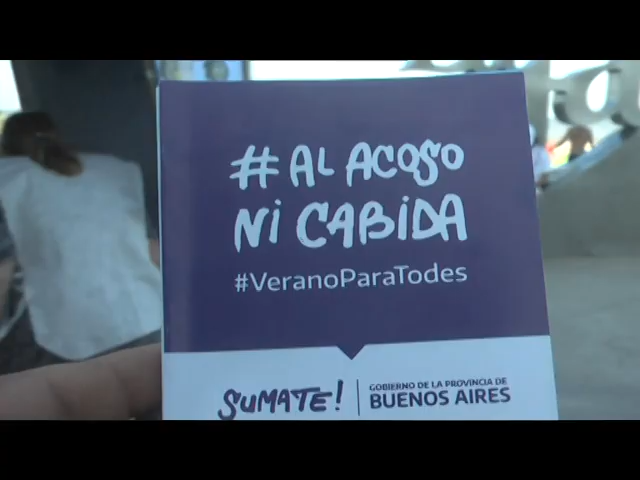 #AL ACOSO
NI CABIDA
#VeranoParaTodes
SUMATE!
GOBIERNO DE LA PROVINCIA DE
BUENOS AIRES